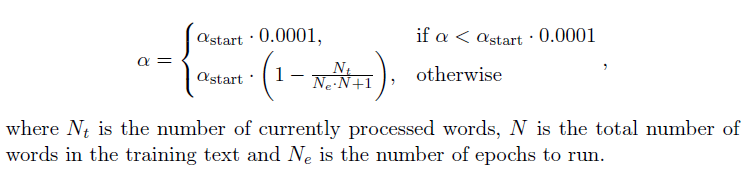 α = { α_start · 0.0001, if α < α_start · 0.0001
α_start · (1 − N_t / (N_e·N+1)), otherwise ,
where N_t is the number of currently processed words, N is the total number of
words in the training text and N_e is the number of epochs to run.